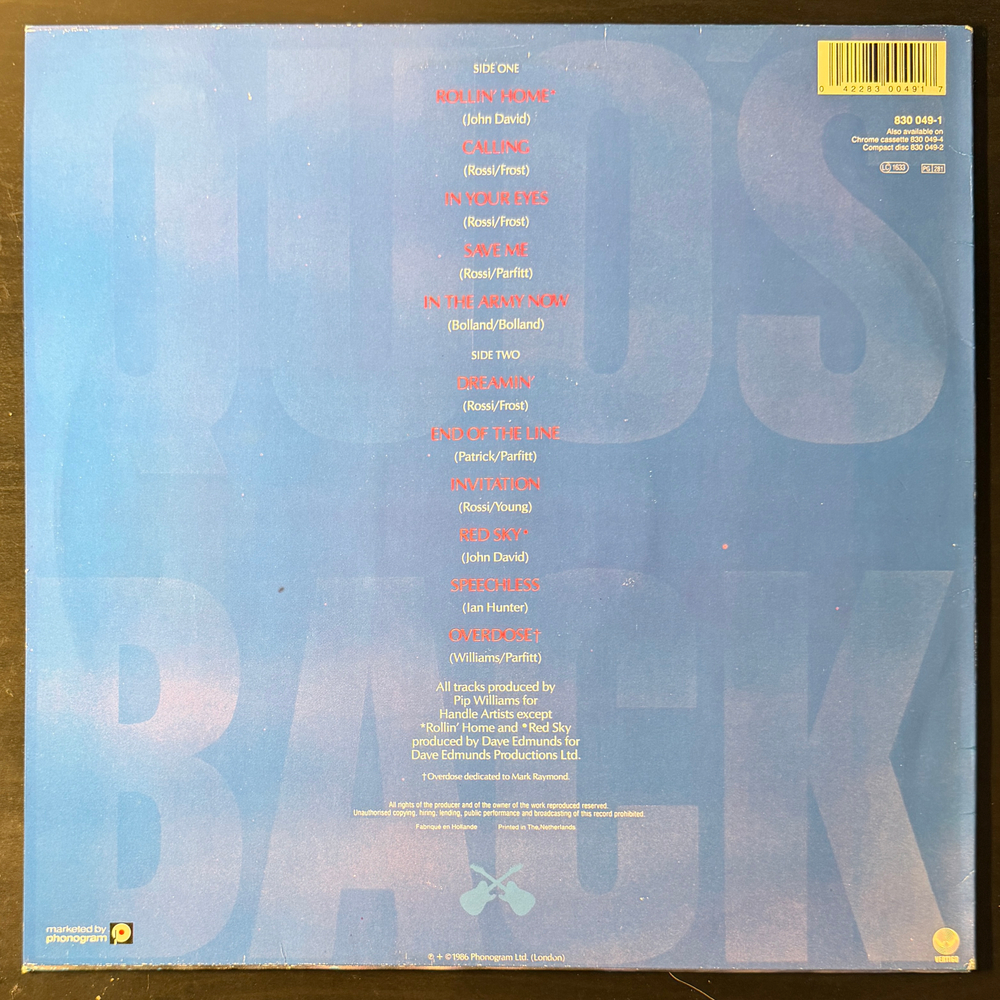 QUOS
BACK
SIDE ONE
ROLLIN' HOME*
(John David)
CALLING
(Rossi/Frost)
IN YOUR EYES
(Rossi/Frost)
SAVE ME
(Rossi/Parfitt)
IN THE ARMY NOW
(Bolland/Bolland)
SIDE TWO
DREAMIN'
(Rossi/Frost)
END OF THE LINE
(Patrick/Parfitt)
INVITATION
(Rossi/Young)
RED SKY*
(John David)
SPEECHLESS
(Ian Hunter)
OVERDOSE†
(Williams/Parfitt)
All tracks produced by
Pip Williams for
Handle Artists except
*Rollin' Home and *Red Sky
produced by Dave Edmunds for
Dave Edmunds Productions Ltd.
†Overdose dedicated to Mark Raymond.
All rights of the producer and of the owner of the work reproduced reserved.
Unauthorised copying, hiring, lending, public performance and broadcasting of this record prohibited.
Fabriqué en Hollande Printed in The Netherlands
℗ + ©1986 Phonogram Ltd. (London)
0 42283 00491 7
830 049-1
Also available on
Chrome cassette 830 049-4
Compact disc 830 049-2
LC 1633 PG 281
marketed by
phonogram
VERTIGO